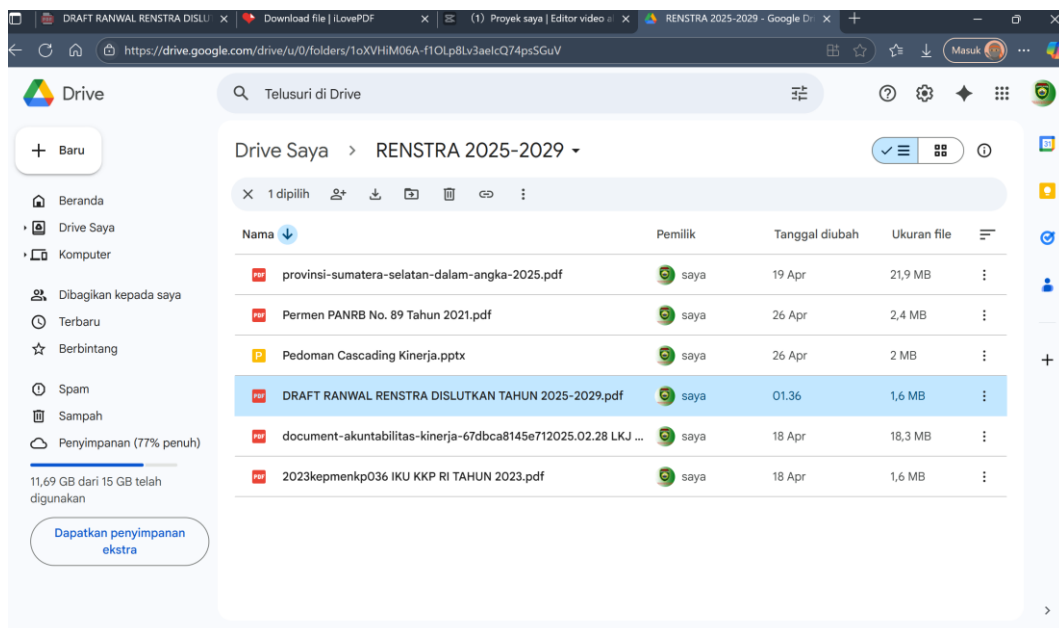 DRAFT RANWAL RENSTRA DISLU
Download file | iLovePDF
(1) Proyek saya | Editor video a
RENSTRA 2025-2029 - Google Dri
https://drive.google.com/drive/u/0/folders/1oXVHiM06A-f1OLp8Lv3aelcQ74psSGuV
Masuk
Drive
Telusuri di Drive
Baru
Drive Saya > RENSTRA 2025-2029
31
1 dipilih
Beranda
Drive Saya
Komputer
Dibagikan kepada saya
Terbaru
Berbintang
Spam
Sampah
Penyimpanan (77% penuh)
11,69 GB dari 15 GB telah
digunakan
Dapatkan penyimpanan
ekstra
Nama Pemilik Tanggal diubah Ukuran file
PDF provinsi-sumatera-selatan-dalam-angka-2025.pdf saya 19 Apr 21,9 MB
PDF Permen PANRB No. 89 Tahun 2021.pdf saya 26 Apr 2,4 MB
P Pedoman Cascading Kinerja.pptx saya 26 Apr 2 MB
PDF DRAFT RANWAL RENSTRA DISLUTKAN TAHUN 2025-2029.pdf saya 01.36 1,6 MB
PDF document-akuntabilitas-kinerja-67dbca8145e712025.02.28 LKJ ... saya 18 Apr 18,3 MB
PDF 2023kepmenkp036 IKU KKP RI TAHUN 2023.pdf saya 18 Apr 1,6 MB